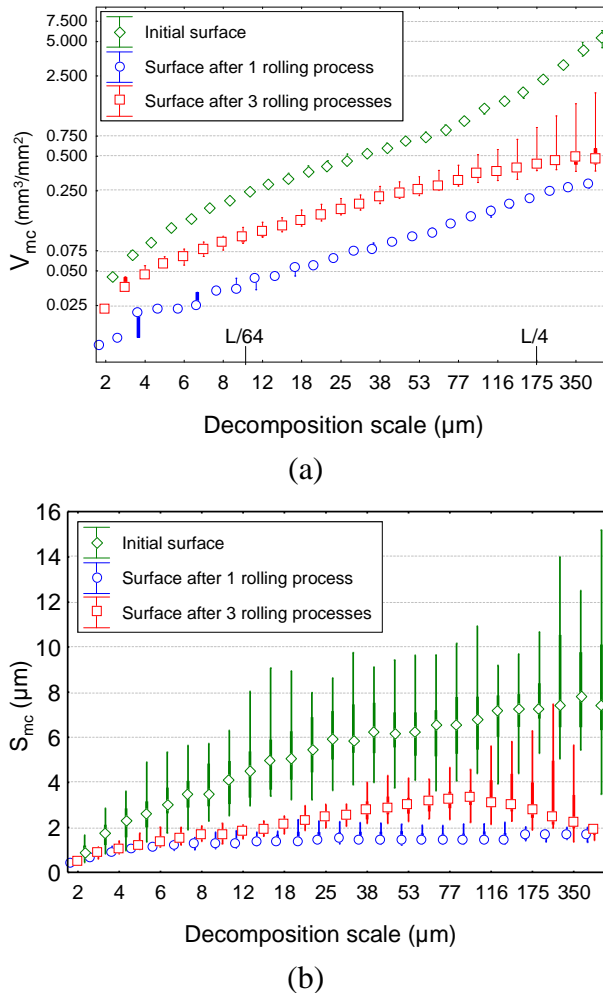 7.500
5.000
2.500
0.750
0.500
0.250
0.075
0.050
0.025
Vmc (mm³/mm²)
Initial surface
Surface after 1 rolling process
Surface after 3 rolling processes
L/64 L/4
2 4 6 8 12 18 25 38 53 77 116 175 350
Decomposition scale (µm)
(a)
16
14
12
10
8
6
4
2
0
Smc (µm)
Initial surface
Surface after 1 rolling process
Surface after 3 rolling processes
2 4 6 8 12 18 25 38 53 77 116 175 350
Decomposition scale (µm)
(b)